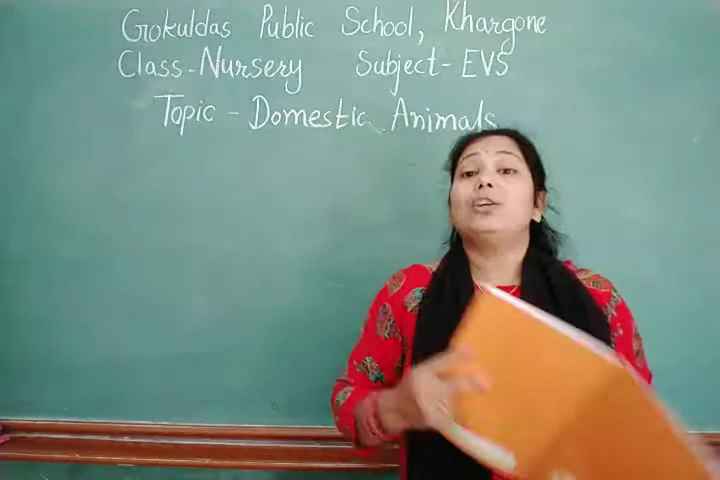 Gokuldas Public School, Khargone
Class-Nursery Subject- EVS
Topic - Domestic Animals